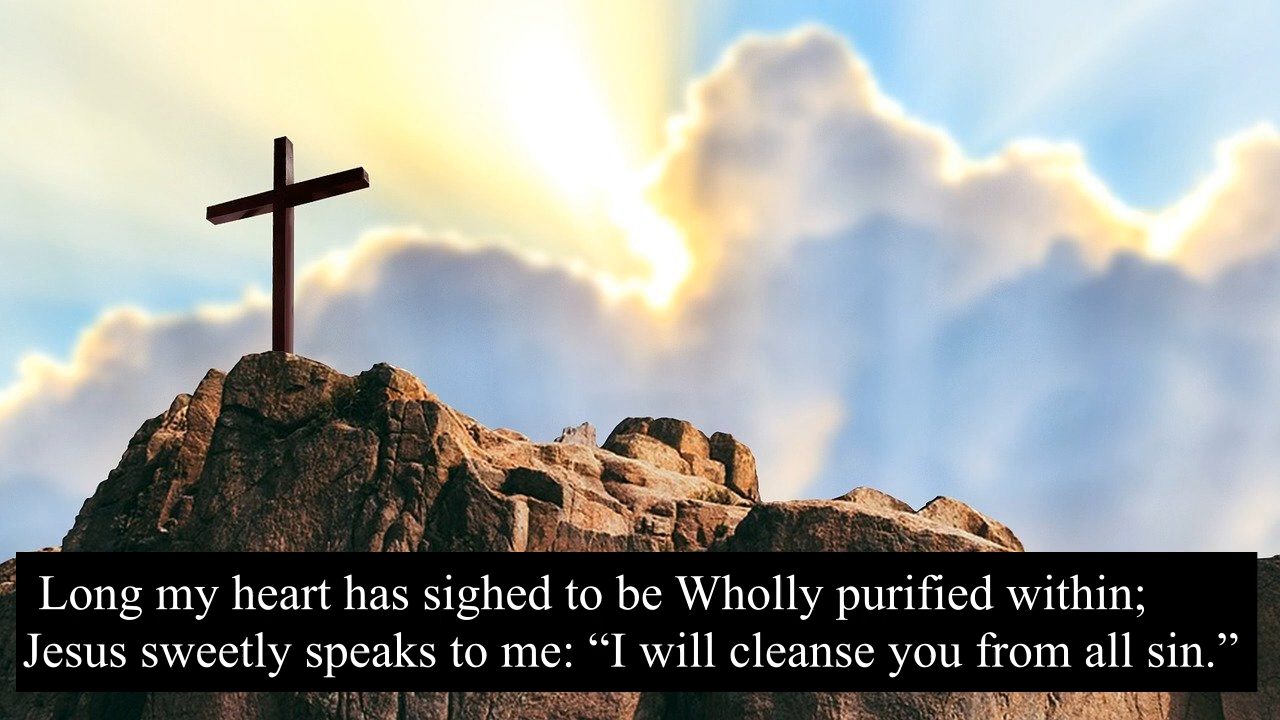 Long my heart has sighed to be Wholly purified within;
Jesus sweetly speaks to me: “I will cleanse you from all sin.”